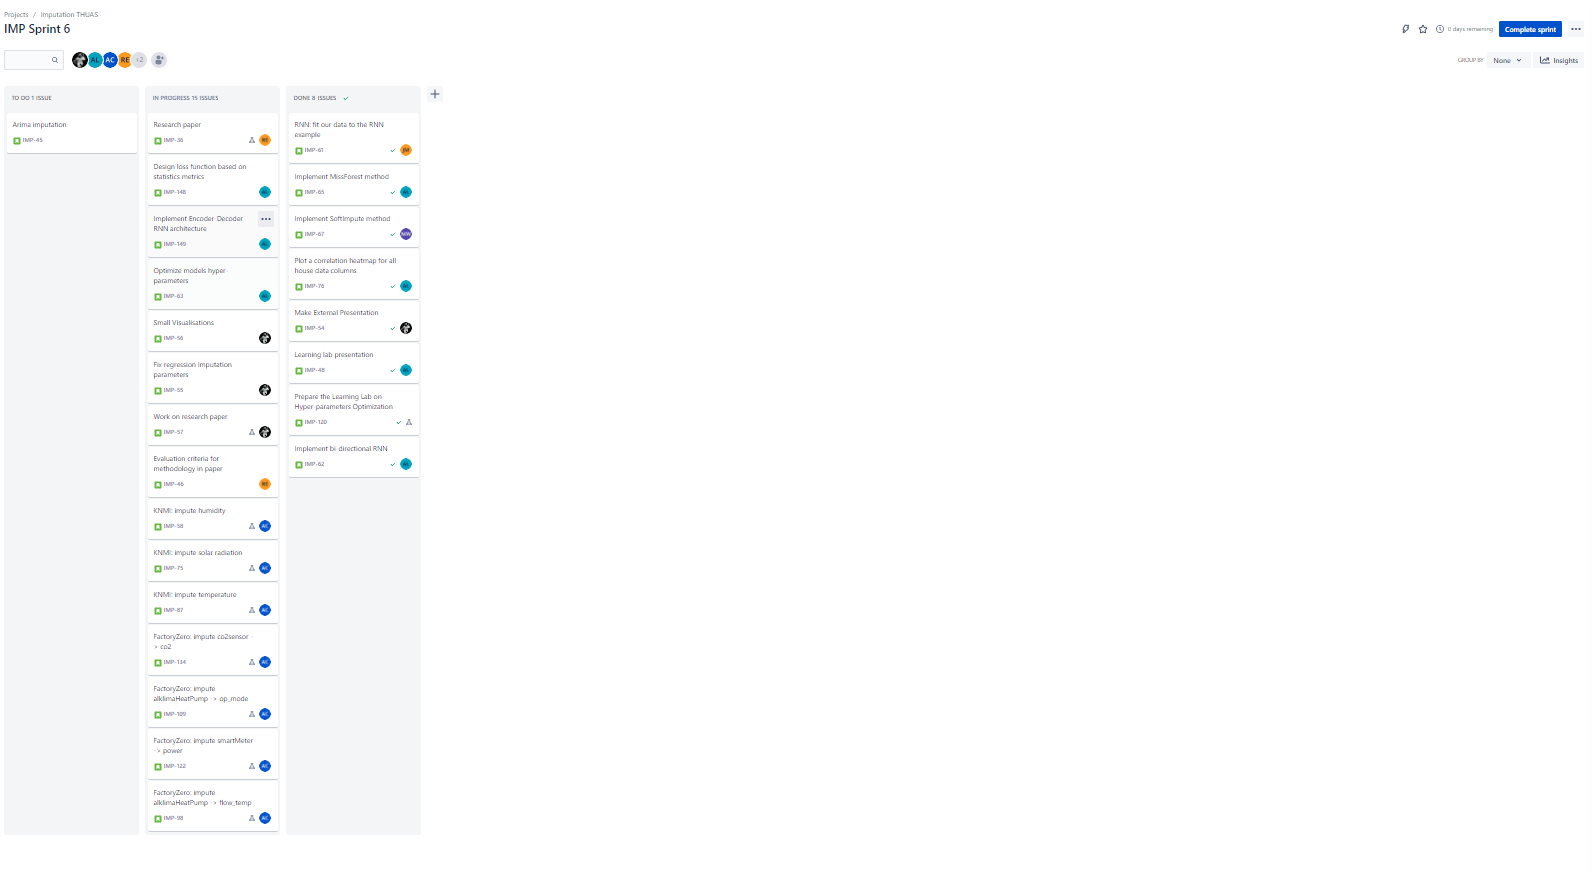 Projects / Imputation THUAS
IMP Sprint 6
0 days remaining
Complete sprint
AL
AC
RE
+2
GROUP BY
None
Insights
TO DO 1 ISSUE
Arima imputation
IMP-45
IN PROGRESS 15 ISSUES
Research paper
IMP-36
RE
Design loss function based on
statistics metrics
IMP-148
AL
Implement Encoder-Decoder
RNN architecture
IMP-149
AL
Optimize models hyper-
parameters
IMP-63
AL
Small Visualisations
IMP-56
Fix regression Imputation
parameters
IMP-55
Work on research paper
IMP-57
Evaluation criteria for
methodology in paper
IMP-46
RE
KNMI: impute humidity
IMP-58
AC
KNMI: impute solar radiation
IMP-75
AC
KNMI: impute temperature
IMP-87
AC
FactoryZero: impute co2sensor -
> co2
IMP-134
AC
FactoryZero: impute
alklimaHeatPump -> op_mode
IMP-109
AC
FactoryZero: impute smartMeter
-> power
IMP-122
AC
FactoryZero: impute
alklimaHeatPump -> flow_temp
IMP-98
AC
DONE 8 ISSUES
RNN: fit our data to the RNN
example
IMP-61
JM
Implement MissForest method
IMP-65
AL
Implement SoftImpute method
IMP-67
MW
Plot a correlation heatmap for all
house data columns
IMP-76
AL
Make External Presentation
IMP-54
Learning lab presentation
IMP-48
AL
Prepare the Learning Lab on
Hyper-parameters Optimization
IMP-120
Implement bi-directional RNN
IMP-62
AL